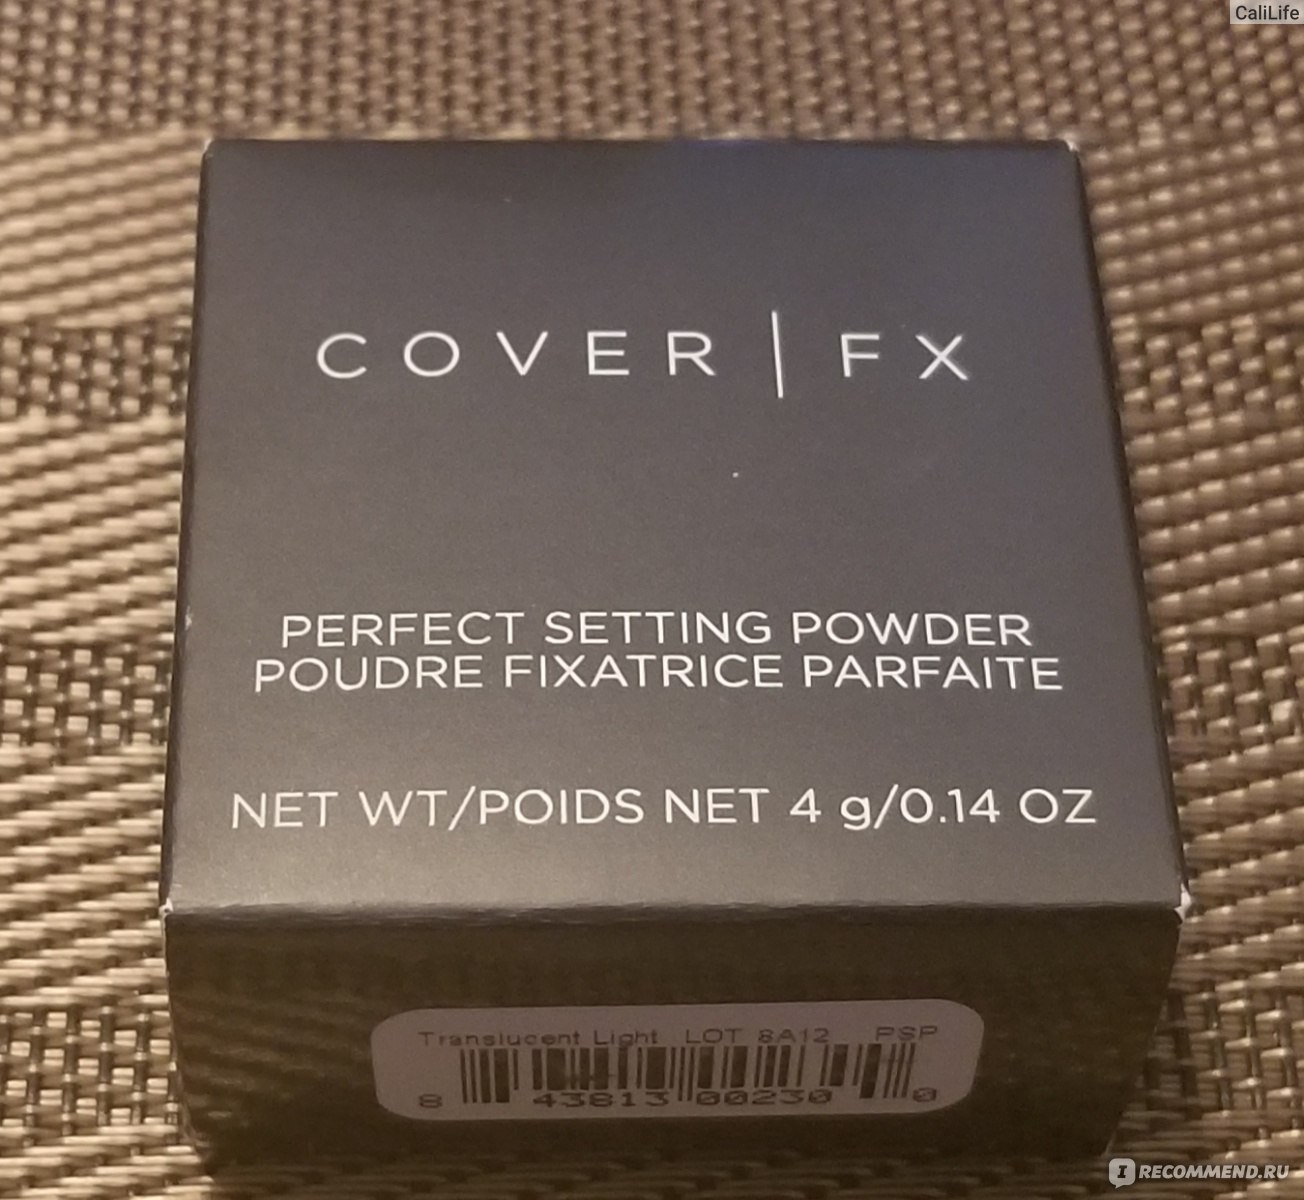 CaliLife
COVER | FX
PERFECT SETTING POWDER
POUDRE FIXATRICE PARFAITE
NET WT/POIDS NET 4 g/0.14 OZ
Translucent Light LOT 8A12 PSP
8 43813 00230 0
IRECOMMEND.RU